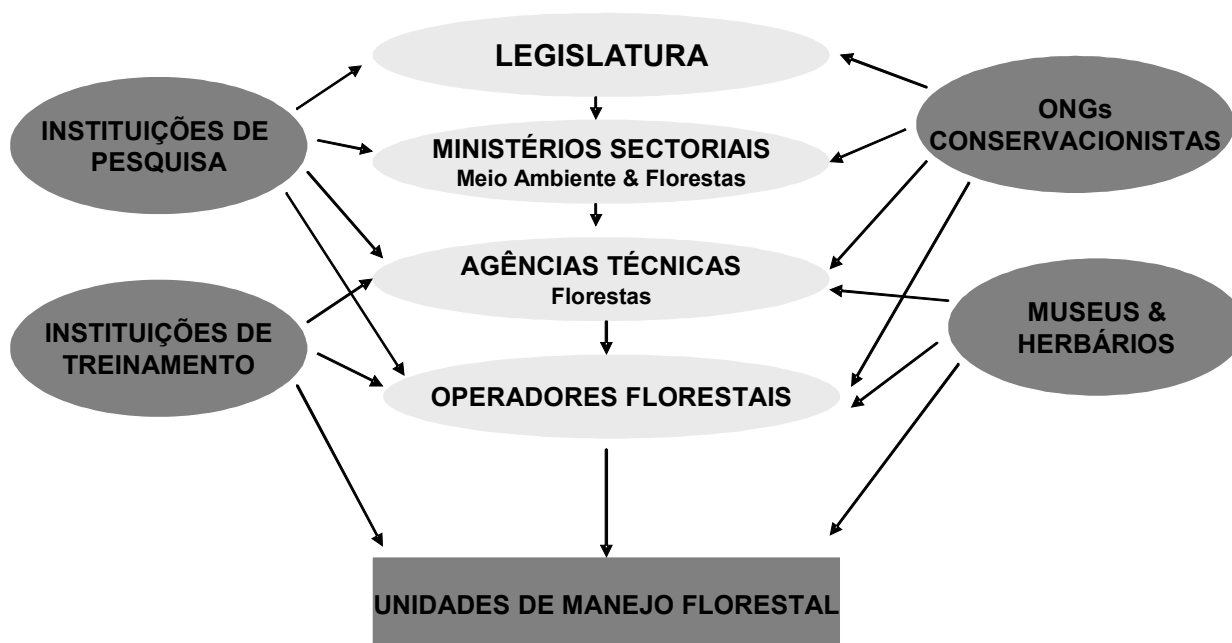 LEGISLATURA
INSTITUIÇÕES DE
PESQUISA
ONGs
CONSERVACIONISTAS
MINISTÉRIOS SECTORIAIS
Meio Ambiente & Florestas
AGÊNCIAS TÉCNICAS
Florestas
INSTITUIÇÕES DE
TREINAMENTO
MUSEUS &
HERBÁRIOS
OPERADORES FLORESTAIS
UNIDADES DE MANEJO FLORESTAL